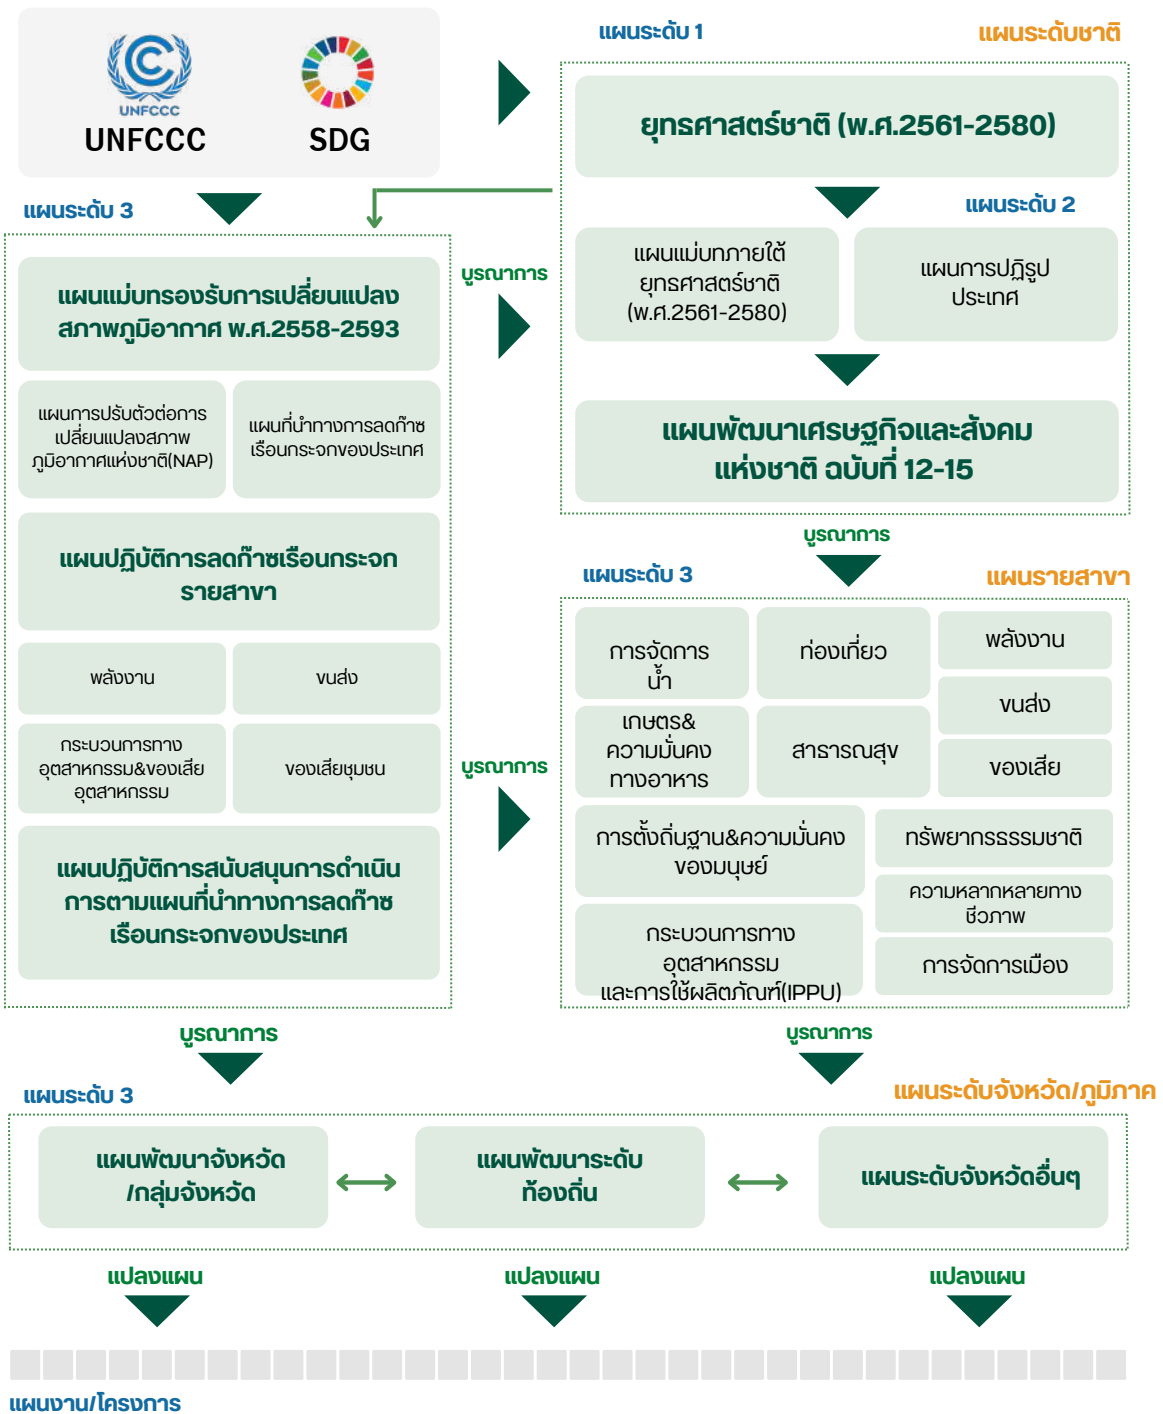 UNFCCC
UNFCCC
SDG
แผนระดับ 1
แผนระดับชาติ
ยุทธศาสตร์ชาติ (พ.ศ.2561-2580)
แผนระดับ 2
แผนแม่บทภายใต้
ยุทธศาสตร์ชาติ
(พ.ศ.2561-2580)
แผนการปฏิรูป
ประเทศ
แผนพัฒนาเศรษฐกิจและสังคม
แห่งชาติ ฉบับที่ 12-15
แผนระดับ 3
แผนแม่บทรองรับการเปลี่ยนแปลง
สภาพภูมิอากาศ พ.ศ.2558-2593
บูรณาการ
แผนการปรับตัวต่อการ
เปลี่ยนแปลงสภาพ
ภูมิอากาศแห่งชาติ(NAP)
แผนที่นำทางการลดก๊าซ
เรือนกระจกของประเทศ
แผนปฏิบัติการลดก๊าซเรือนกระจก
รายสาขา
พลังงาน
ขนส่ง
กระบวนการทาง
อุตสาหกรรม&ของเสีย
อุตสาหกรรม
ของเสียชุมชน
บูรณาการ
แผนปฏิบัติการสนับสนุนการดำเนิน
การตามแผนที่นำทางการลดก๊าซ
เรือนกระจกของประเทศ
บูรณาการ
แผนระดับ 3
แผนรายสาขา
การจัดการ
น้ำ
ท่องเที่ยว
พลังงาน
ขนส่ง
เกษตร&
ความมั่นคง
ทางอาหาร
สาธารณสุข
ของเสีย
การตั้งถิ่นฐาน&ความมั่นคง
ของมนุษย์
ทรัพยากรธรรมชาติ
ความหลากหลายทาง
ชีวภาพ
กระบวนการทาง
อุตสาหกรรม
และการใช้ผลิตภัณฑ์(IPPU)
การจัดการเมือง
บูรณาการ
บูรณาการ
แผนระดับ 3
แผนระดับจังหวัด/ภูมิภาค
แผนพัฒนาจังหวัด
/กลุ่มจังหวัด
แผนพัฒนาระดับ
ท้องถิ่น
แผนระดับจังหวัดอื่นๆ
แปลงแผน
แปลงแผน
แปลงแผน
แผนงาน/โครงการ